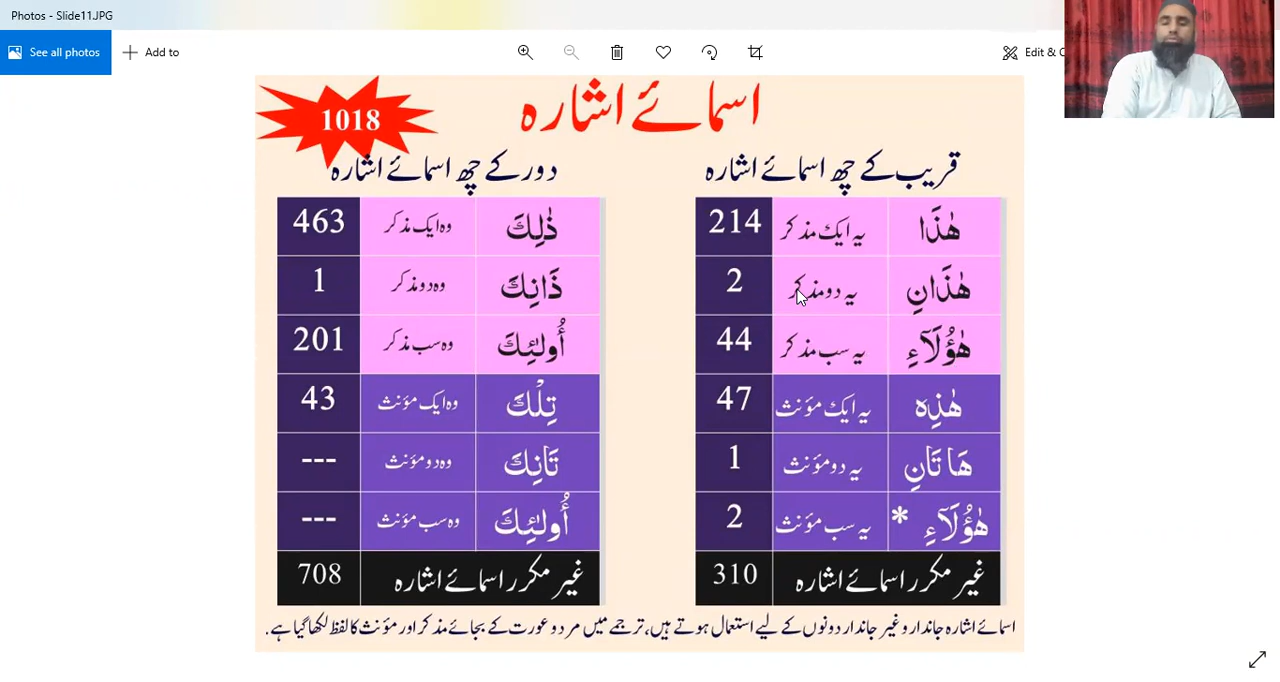 Photos - Slide11.JPG
See all photos
Add to
Edit & C
1018
اسمائے اشارہ
قریب کے چھ اسمائے اشارہ
هٰذَا یہ ایک مذکر 214
هٰذَانِ یہ دو مذکر 2
هٰؤُلَآءِ یہ سب مذکر 44
هٰذِہ یہ ایک مؤنث 47
هَاتَانِ یہ دو مؤنث 1
هٰؤُلَآءِ * یہ سب مؤنث 2
غیر مکرر اسمائے اشارہ 310
دور کے چھ اسمائے اشارہ
ذٰلِكَ وہ ایک مذکر 463
ذَانِكَ وہ دو مذکر 1
أُولٰئِكَ وہ سب مذکر 201
تِلْكَ وہ ایک مؤنث 43
تَانِكَ وہ دو مؤنث ---
أُولٰئِكَ وہ سب مؤنث ---
غیر مکرر اسمائے اشارہ 708
اسمائے اشارہ جاندار و غیر جاندار دونوں کے لیے استعمال ہوتے ہیں، ترجمے میں مرد و عورت کے بجائے مذکر اور مؤنث کا لفظ لکھا گیا ہے.